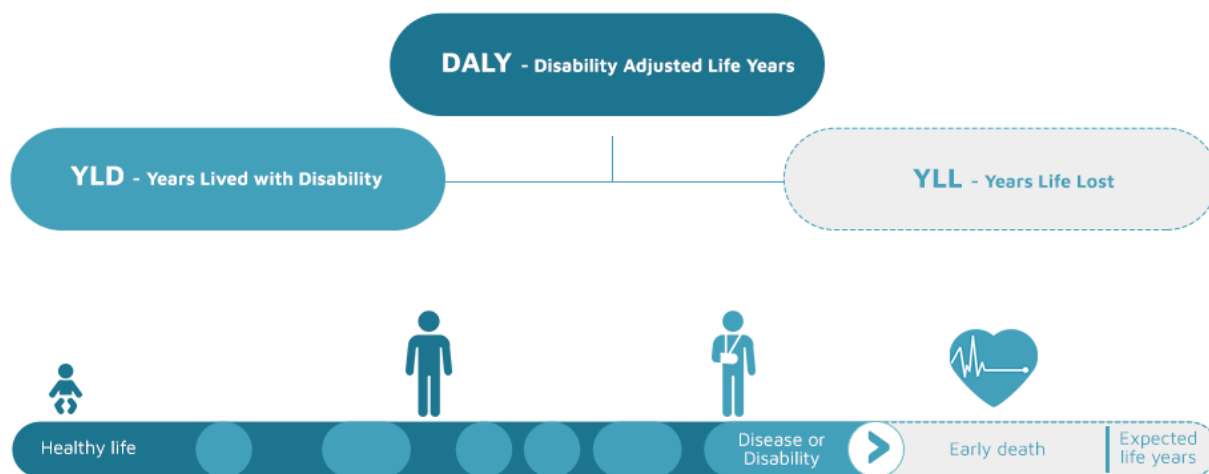 DALY - Disability Adjusted Life Years
YLD - Years Lived with Disability
YLL - Years Life Lost
Healthy life
Disease or
Disability
Early death
Expected
life years